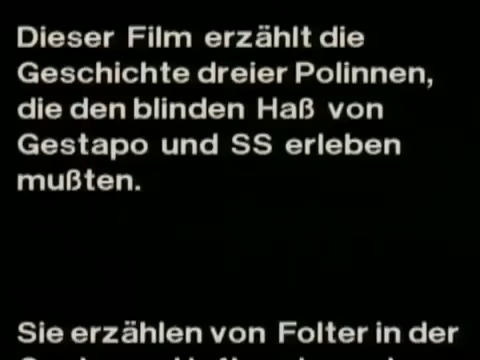 Dieser Film erzählt die
Geschichte dreier Polinnen,
die den blinden Haß von
Gestapo und SS erleben
mußten.
Sie erzählen von Folter in der